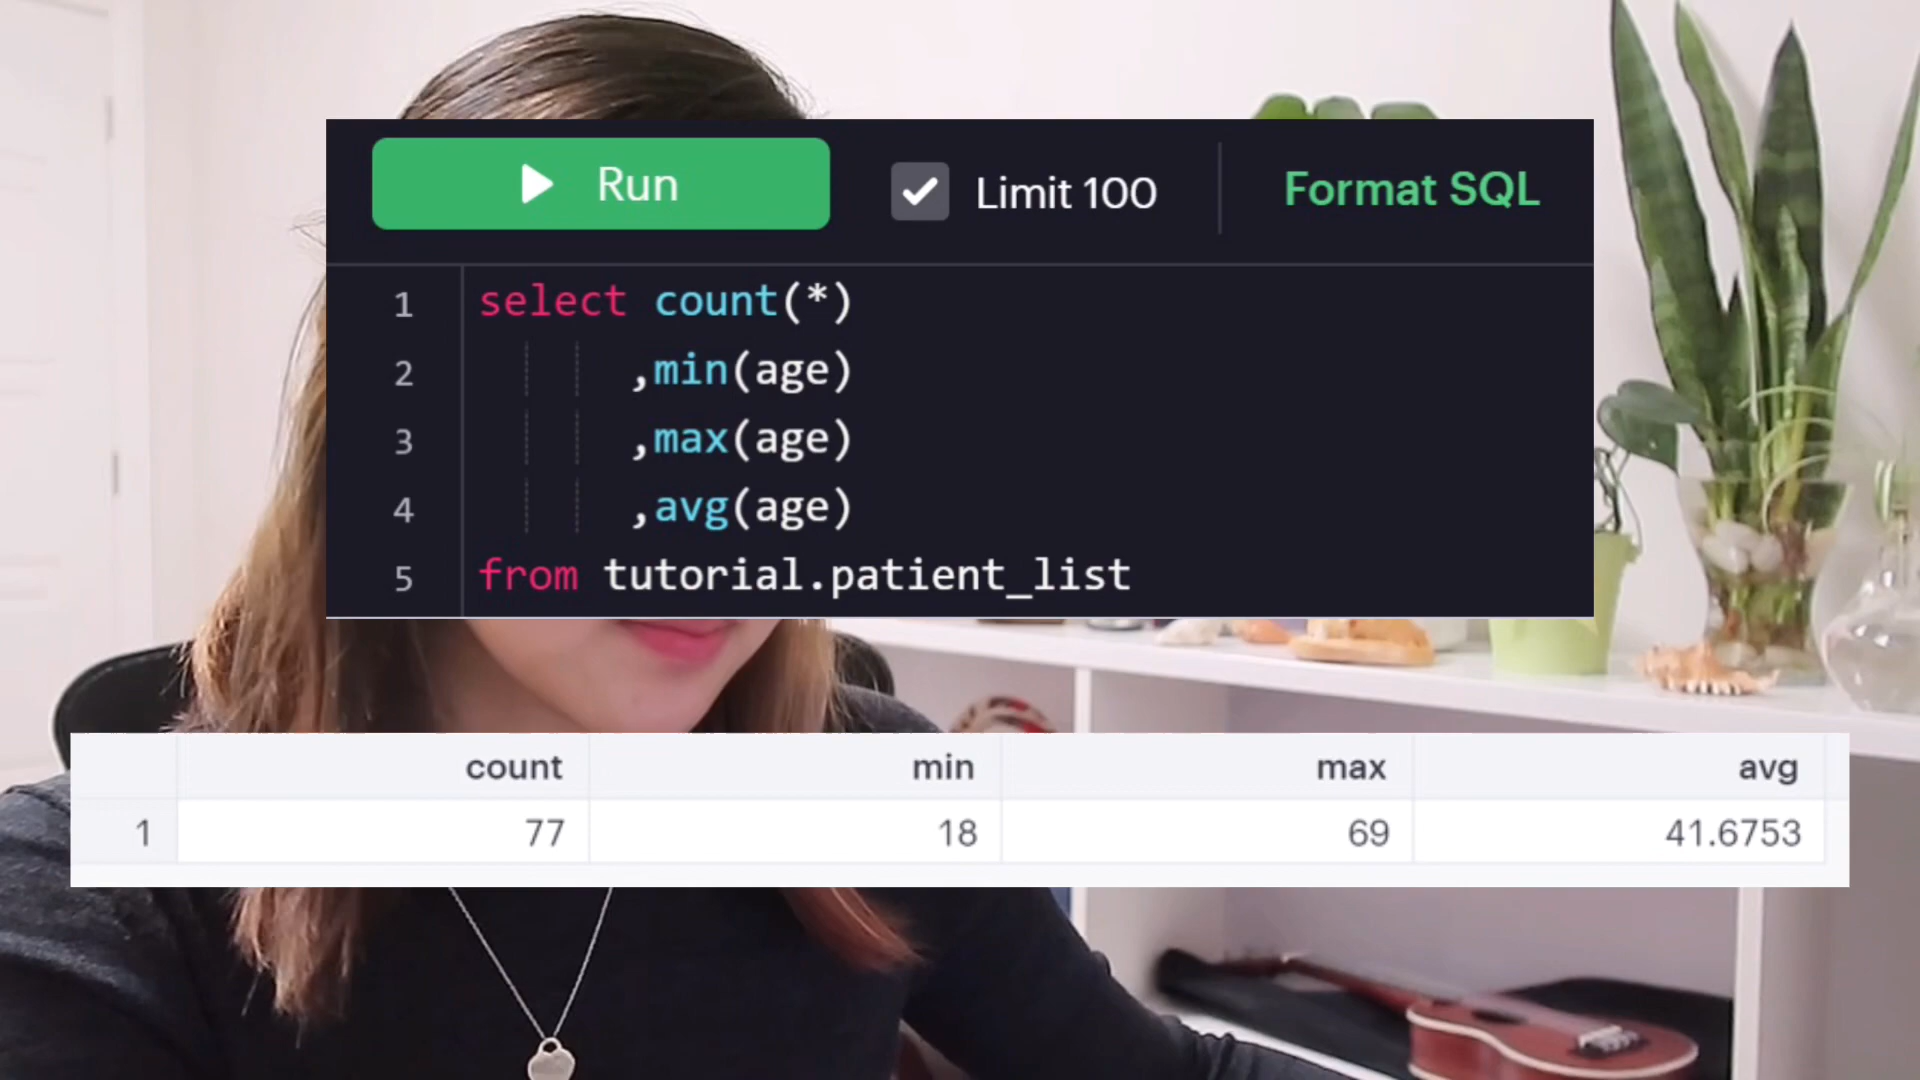 Run Limit 100 Format SQL
1 select count(*)
2 ,min(age)
3 ,max(age)
4 ,avg(age)
5 from tutorial.patient_list
count min max avg
1 77 18 69 41.6753